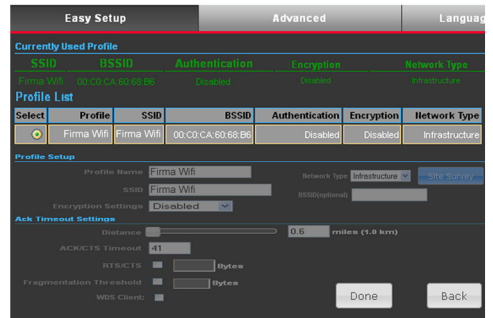 Easy Setup Advanced Languag
Currently Used Profile
SSID BSSID Authentication Encryption Network Type
Firma Wifi 00:C0:CA:60:68:B6 Disabled Disabled Infrastructure
Profile List
Select Profile SSID BSSID Authentication Encryption Network Type
Firma Wifi Firma Wifi 00:C0:CA:60:68:B6 Disabled Disabled Infrastructure
Profile Setup
Profile Name Firma Wifi Network Type Infrastructure Site Survey
SSID Firma Wifi BSSID(optional)
Encryption Settings Disabled
Ack Timeout Settings
Distance 0.6 miles (1.0 km)
ACK/CTS Timeout 41
RTS/CTS Bytes
Fragmentation Threshold Bytes
WDS Client:
Done Back